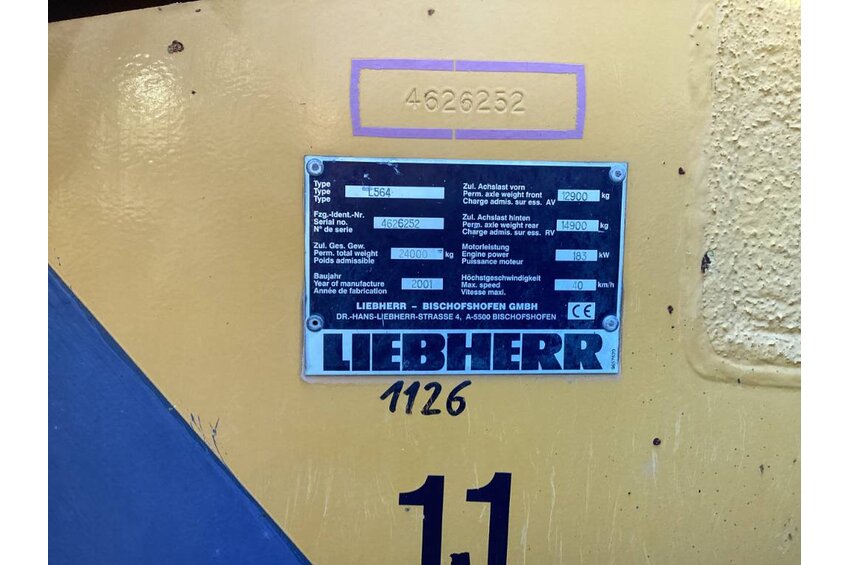 4626252
Type
Type L564
Type
Fzg.-Ident.-Nr.
Serial no. 4626252
N° de serie
Zul. Ges. Gew.
Perm. total weight 24000 kg
Poids admissible
Baujahr
Year of manufacture 2001
Année de fabrication
Zul. Achslast vorn
Perm. axle weight front 12900 kg
Charge admis. sur ess. AV
Zul. Achslast hinten
Perm. axle weight rear 14900 kg
Charge admis. sur ess. RV
Motorleistung
Engine power 183 kW
Puissance moteur
Höchstgeschwindigkeit
Max. speed 40 km/h
Vitesse maxi.
LIEBHERR – BISCHOFSHOFEN GMBH
DR.-HANS-LIEBHERR-STRASSE 4, A-5500 BISCHOFSHOFEN
CE
LIEBHERR
1126
11